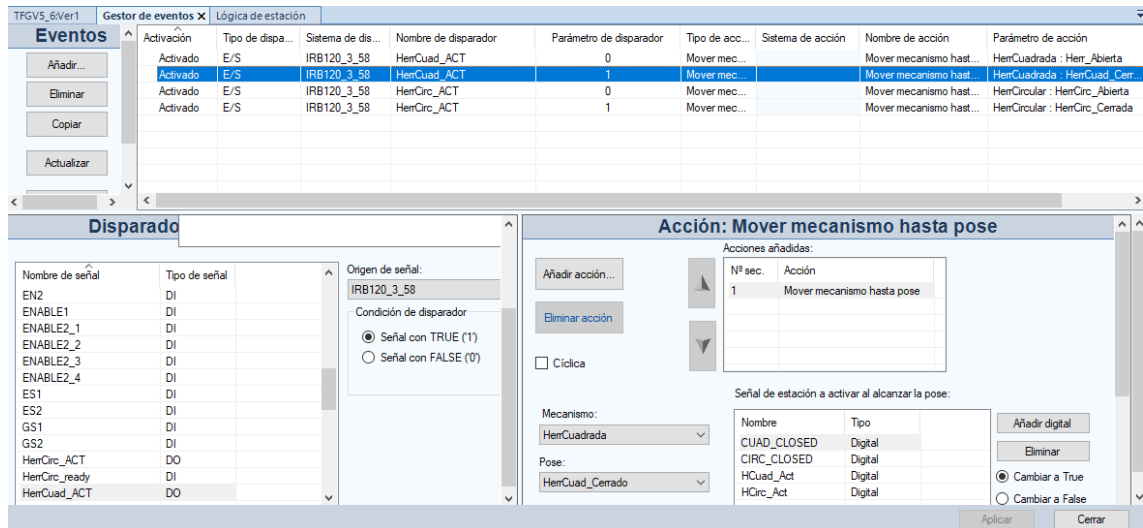 TFGV5_6:Ver1 Gestor de eventos X Lógica de estación
Eventos
Añadir...
Eliminar
Copiar
Actualizar
Activación Tipo de dispa... Sistema de dis... Nombre de disparador Parámetro de disparador Tipo de acc... Sistema de acción Nombre de acción Parámetro de acción
Activado E/S IRB120_3_58 HerrCuad_ACT 0 Mover mec... Mover mecanismo hast... HerrCuadrada : Herr_Abierta
Activado E/S IRB120_3_58 HerrCuad_ACT 1 Mover mec... Mover mecanismo hast... HerrCuadrada : HerrCuad_Cerr...
Activado E/S IRB120_3_58 HerrCirc_ACT 0 Mover mec... Mover mecanismo hast... HerrCircular : HerrCirc_Abierta
Activado E/S IRB120_3_58 HerrCirc_ACT 1 Mover mec... Mover mecanismo hast... HerrCircular : HerrCirc_Cerrada
Disparado
Nombre de señal Tipo de señal
EN2 DI
ENABLE1 DI
ENABLE2_1 DI
ENABLE2_2 DI
ENABLE2_3 DI
ENABLE2_4 DI
ES1 DI
ES2 DI
GS1 DI
GS2 DI
HerrCirc_ACT DO
HerrCirc_ready DI
HerrCuad_ACT DO
Origen de señal:
IRB120_3_58
Condición de disparador
Señal con TRUE ('1')
Señal con FALSE ('0')
Acción: Mover mecanismo hasta pose
Añadir acción...
Eliminar acción
Cíclica
Acciones añadidas:
Nº sec. Acción
1 Mover mecanismo hasta pose
Mecanismo:
HerrCuadrada
Pose:
HerrCuad_Cerrado
Señal de estación a activar al alcanzar la pose:
Nombre Tipo
CUAD_CLOSED Digital
CIRC_CLOSED Digital
HCuad_Act Digital
HCirc_Act Digital
Añadir digital
Eliminar
Cambiar a True
Cambiar a False
Aplicar Cerrar